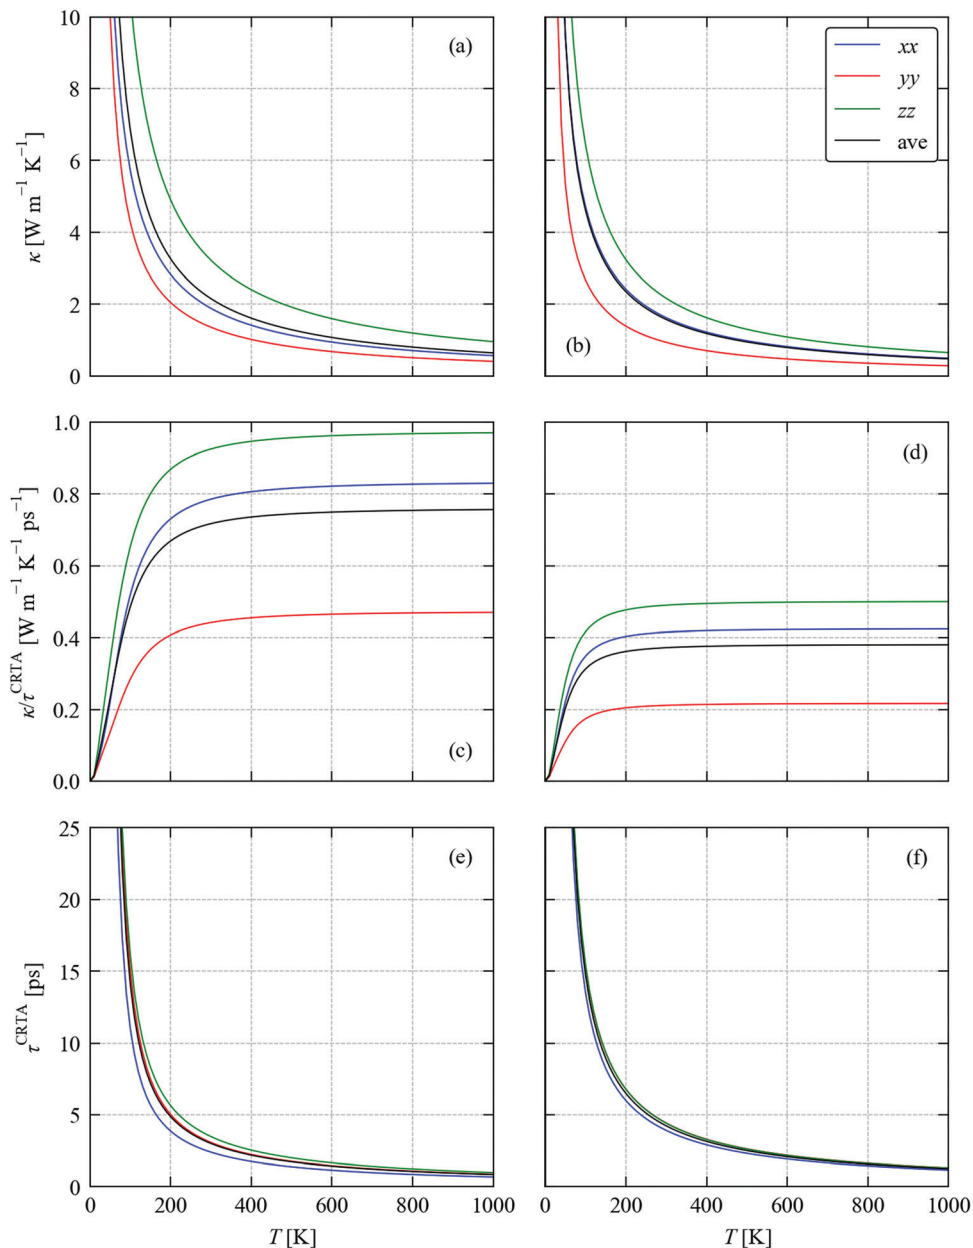 10
8
6
4
2
0
κ [W m⁻¹ K⁻¹]
(a)
(b)
xx
yy
zz
ave
1.0
0.8
0.6
0.4
0.2
0.0
κ/τ^CRTA [W m⁻¹ K⁻¹ ps⁻¹]
(c)
(d)
25
20
15
10
5
0
τ^CRTA [ps]
(e)
(f)
0 200 400 600 800 1000
0 200 400 600 800 1000
T [K]
T [K]